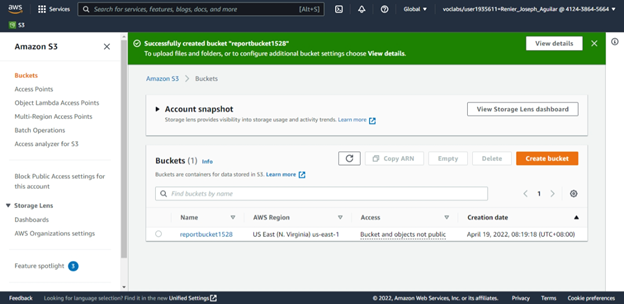 aws
Services
Search for services, features, blogs, docs, and more
[Alt+S]
Global
voclabs/user1935611=Renier_Joseph_Aguilar @ 4124-3864-5664
S3
Amazon S3
Buckets
Access Points
Object Lambda Access Points
Multi-Region Access Points
Batch Operations
Access analyzer for S3
Block Public Access settings for
this account
Storage Lens
Dashboards
AWS Organizations settings
Feature spotlight 1
Successfully created bucket "reportbucket1528"
To upload files and folders, or to configure additional bucket settings choose View details.
View details
Amazon S3 > Buckets
Account snapshot
Storage lens provides visibility into storage usage and activity trends. Learn more
View Storage Lens dashboard
Buckets (1) Info
Buckets are containers for data stored in S3. Learn more
Copy ARN
Empty
Delete
Create bucket
Find buckets by name
1
Name AWS Region Access Creation date
reportbucket1528 US East (N. Virginia) us-east-1 Bucket and objects not public April 19, 2022, 08:19:18 (UTC+08:00)
Feedback Looking for language selection? Find it in the new Unified Settings © 2022, Amazon Web Services, Inc. or its affiliates. Privacy Terms Cookie preferences